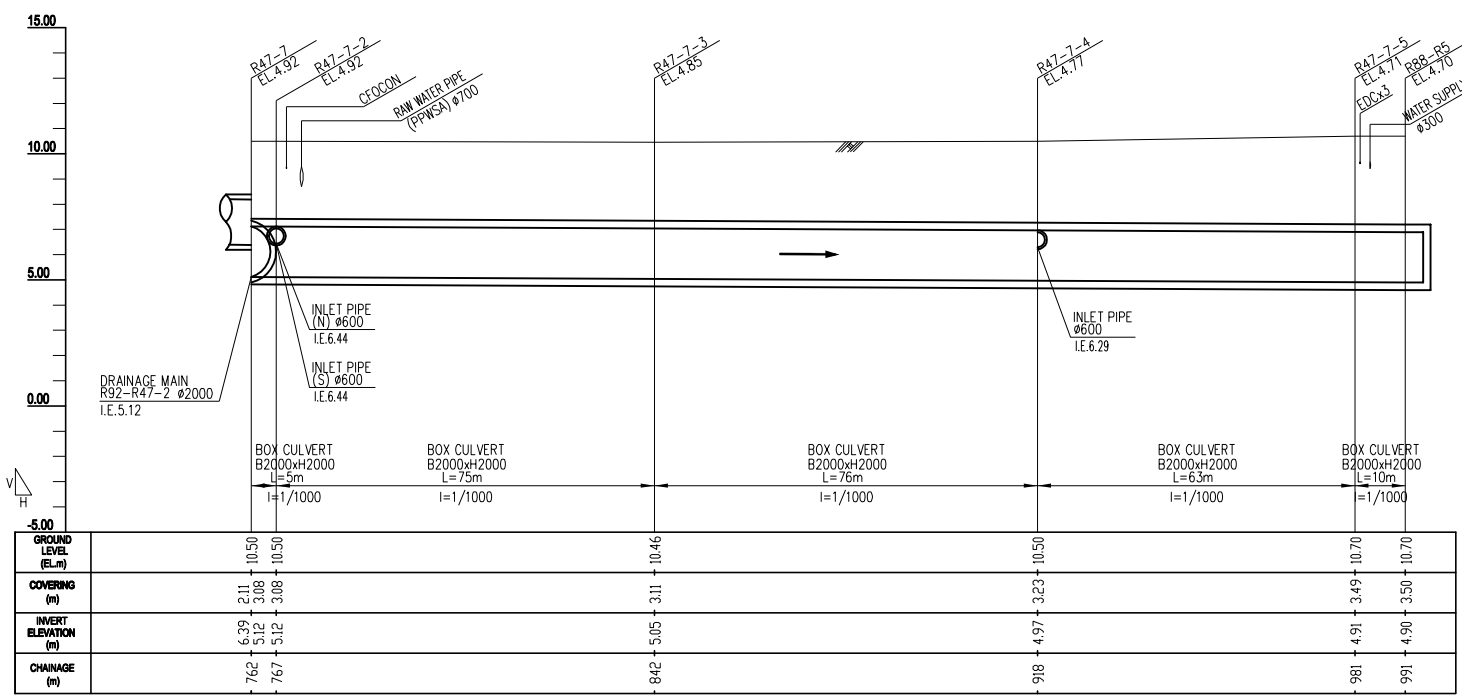 15.00
10.00
5.00
0.00
-5.00
V
H
R47-7
EL.4.92
R47-7-2
EL.4.92
CFOCON
RAW WATER PIPE
(PPWSA) ø700
R47-7-3
EL.4.85
R47-7-4
EL.4.77
R47-7-5
EL.4.71
R88-R5
EL.4.70
EDCx3
WATER SUPPLY
ø300
INLET PIPE
(N) ø600
I.E.6.44
INLET PIPE
(S) ø600
I.E.6.44
INLET PIPE
ø600
I.E.6.29
DRAINAGE MAIN
R92-R47-2 ø2000
I.E.5.12
BOX CULVERT
B2000xH2000
L=5m
I=1/1000
BOX CULVERT
B2000xH2000
L=75m
I=1/1000
BOX CULVERT
B2000xH2000
L=76m
I=1/1000
BOX CULVERT
B2000xH2000
L=63m
I=1/1000
BOX CULVERT
B2000xH2000
L=10m
I=1/1000
GROUND
LEVEL
(EL.m)
10.50 10.50 10.46 10.50 10.70 10.70
COVERING
(m)
2.11 3.08 3.08 3.11 3.23 3.49 3.50
INVERT
ELEVATION
(m)
6.39 5.12 5.12 5.05 4.97 4.91 4.90
CHAINAGE
(m)
762 767 842 918 981 991